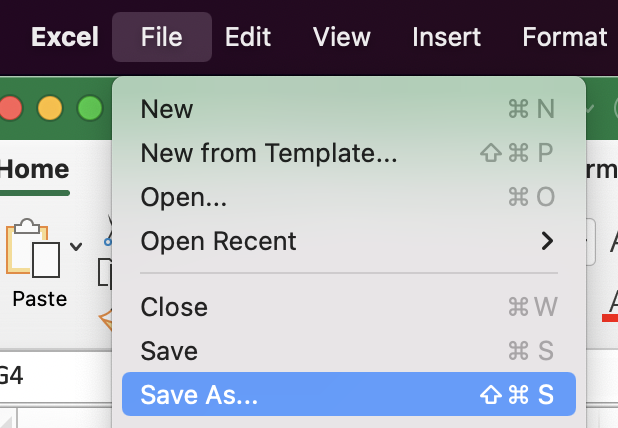 Excel File Edit View Insert Format
New ⌘ N
New from Template... ⇧ ⌘ P
Open... ⌘ O
Open Recent
Home
Paste
Close ⌘ W
Save ⌘ S
G4
Save As... ⇧ ⌘ S